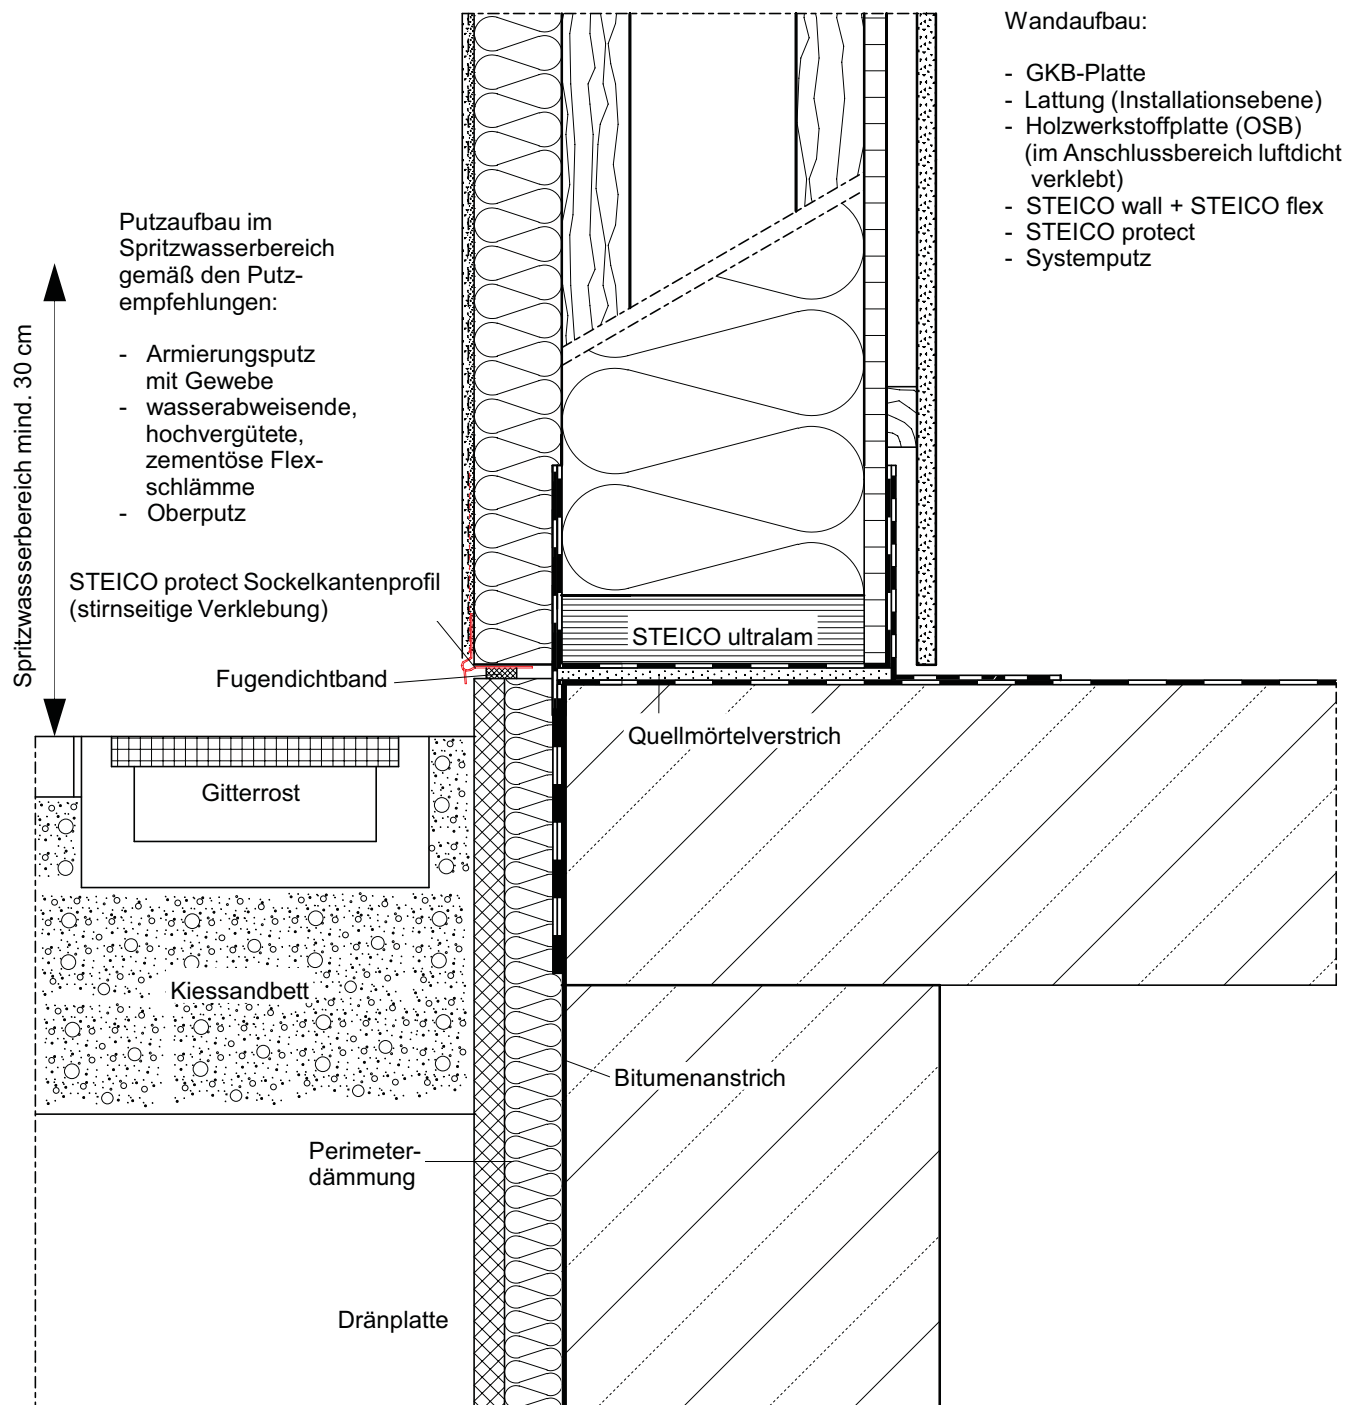 Wandaufbau:
- GKB-Platte
- Lattung (Installationsebene)
- Holzwerkstoffplatte (OSB)
(im Anschlussbereich luftdicht
verklebt)
- STEICO wall + STEICO flex
- STEICO protect
- Systemputz
Putzaufbau im
Spritzwasserbereich
gemäß den Putz-
empfehlungen:
- Armierungsputz
mit Gewebe
- wasserabweisende,
hochvergütete,
zementöse Flex-
schlämme
- Oberputz
Spritzwassserbereich mind. 30 cm
STEICO protect Sockelkantenprofil
(stirnseitige Verklebung)
Fugendichtband
STEICO ultralam
Quellmörtelverstrich
Gitterrost
Kiessandbett
Bitumenanstrich
Perimeter-
dämmung
Dränplatte